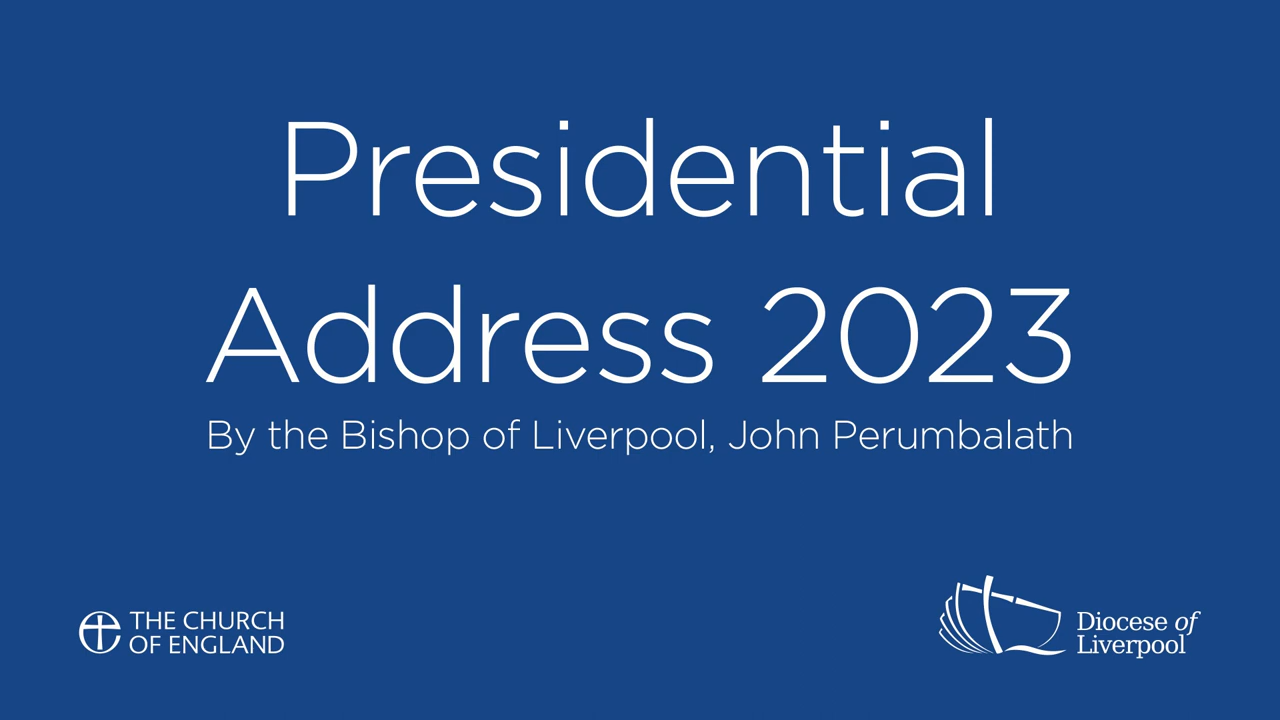 Presidential
Address 2023
By the Bishop of Liverpool, John Perumbalath
THE CHURCH
OF ENGLAND
Diocese of
Liverpool